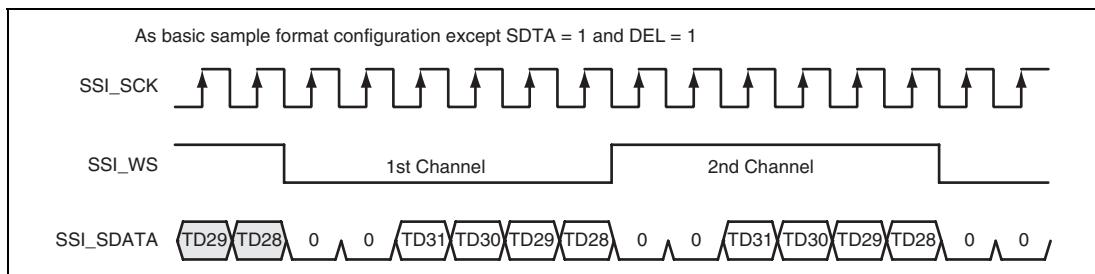 As basic sample format configuration except SDTA = 1 and DEL = 1
SSI_SCK
SSI_WS 1st Channel 2nd Channel
SSI_SDATA TD29 TD28 0 0 TD31 TD30 TD29 TD28 0 0 TD31 TD30 TD29 TD28 0 0